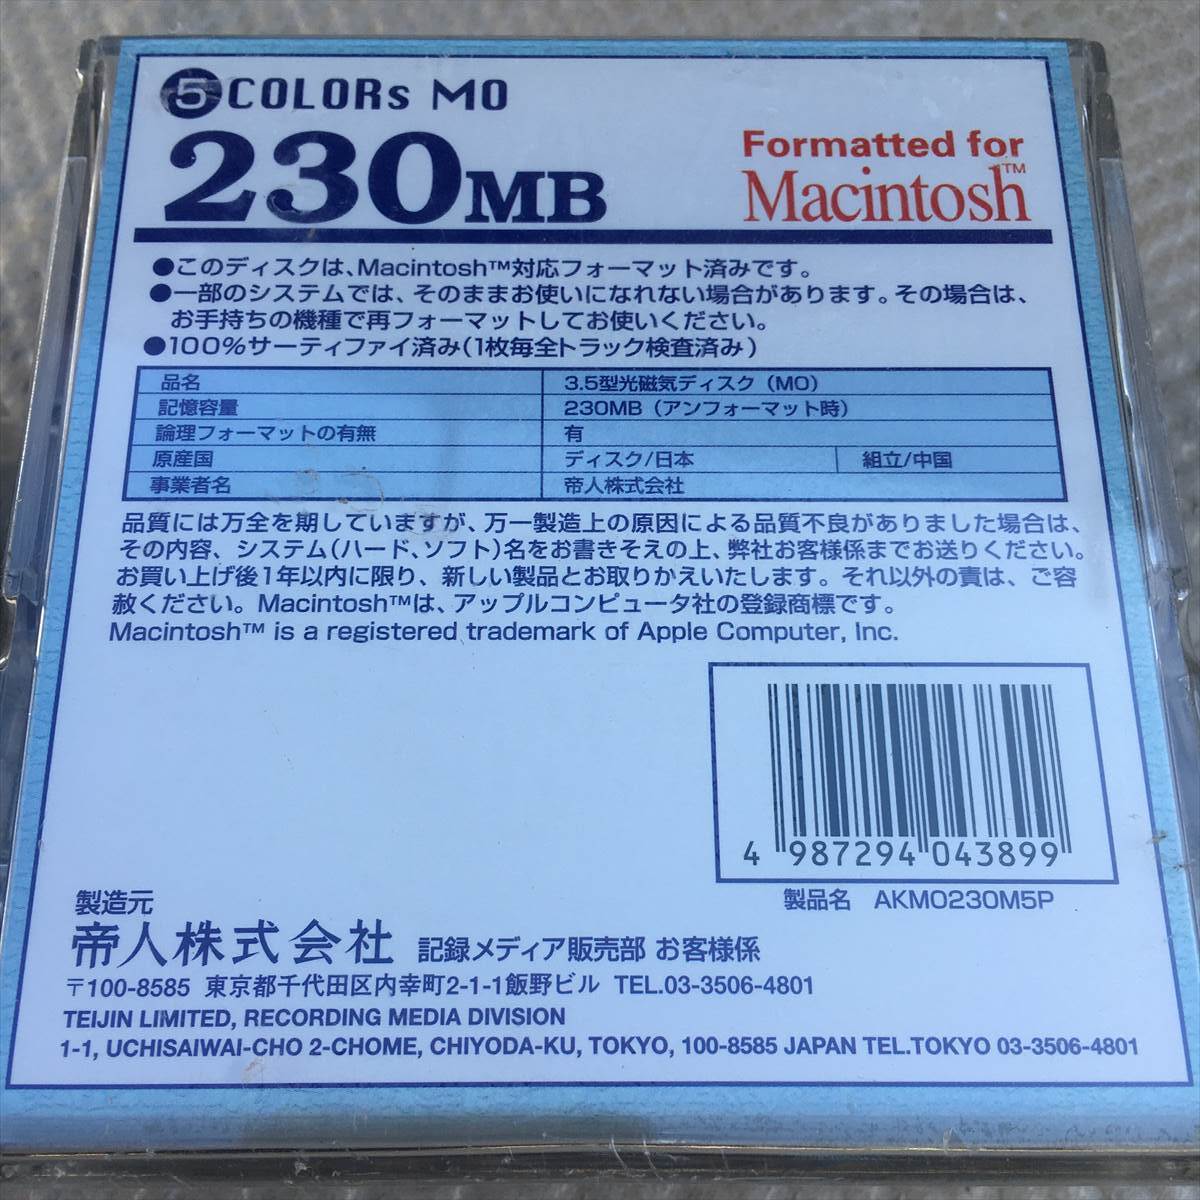 ⑤COLORs MO
230MB
Formatted for
Macintosh™
●このディスクは、Macintosh™対応フォーマット済みです。
●一部のシステムでは、そのままお使いになれない場合があります。その場合は、
お手持ちの機種で再フォーマットしてお使いください。
●100%サーティファイ済み(1枚毎全トラック検査済み)
品名 3.5型光磁気ディスク(MO)
記憶容量 230MB(アンフォーマット時)
論理フォーマットの有無 有
原産国 ディスク/日本 組立/中国
事業者名 帝人株式会社
品質には万全を期していますが、万一製造上の原因による品質不良がありました場合は、
その内容、システム(ハード、ソフト)名をお書きそえの上、弊社お客様係までお送りください。
お買い上げ後1年以内に限り、新しい製品とお取りかえいたします。それ以外の責は、ご容
赦ください。Macintosh™は、アップルコンピュータ社の登録商標です。
Macintosh™ is a registered trademark of Apple Computer, Inc.
4 987294 043899
製品名 AKMO230M5P
製造元
帝人株式会社 記録メディア販売部 お客様係
〒100-8585 東京都千代田区内幸町2-1-1飯野ビル TEL.03-3506-4801
TEIJIN LIMITED, RECORDING MEDIA DIVISION
1-1, UCHISAIWAI-CHO 2-CHOME, CHIYODA-KU, TOKYO, 100-8585 JAPAN TEL.TOKYO 03-3506-4801